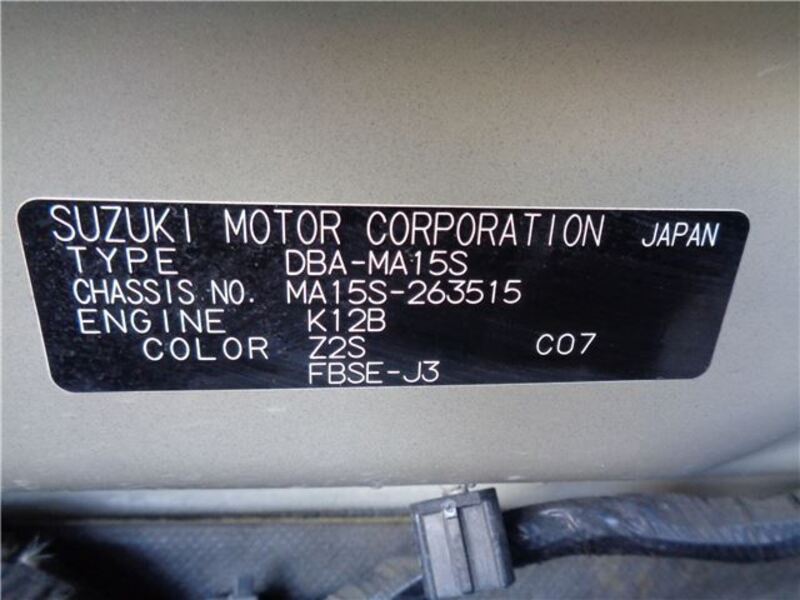 SUZUKI MOTOR CORPORATION JAPAN
TYPE DBA-MA15S
CHASSIS NO. MA15S-263515
ENGINE K12B
COLOR Z2S C07
FBSE-J3